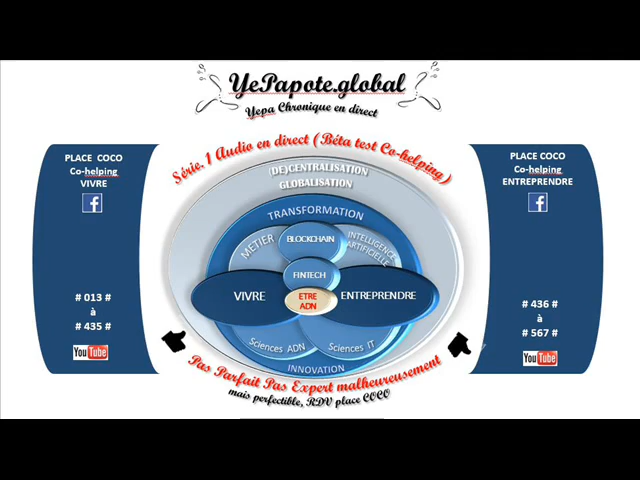 YePapote.global
Yepa Chronique en direct
Série, 1 Audio en direct (Béta test Co-helping)
PLACE COCO
Co-helping
VIVRE
# 013 #
à
# 435 #
YouTube
(DE)CENTRALISATION
GLOBALISATION
TRANSFORMATION
METIER
BLOCKCHAIN
INTELLIGENCE
ARTIFICIELLE
FINTECH
VIVRE
ETRE
ADN
ENTREPRENDRE
Sciences ADN
Sciences IT
INNOVATION
PLACE COCO
Co-helping
ENTREPRENDRE
# 436 #
à
# 567 #
YouTube
Pas Parfait Pas Expert malheureusement
mais perfectible, RDV place COCO